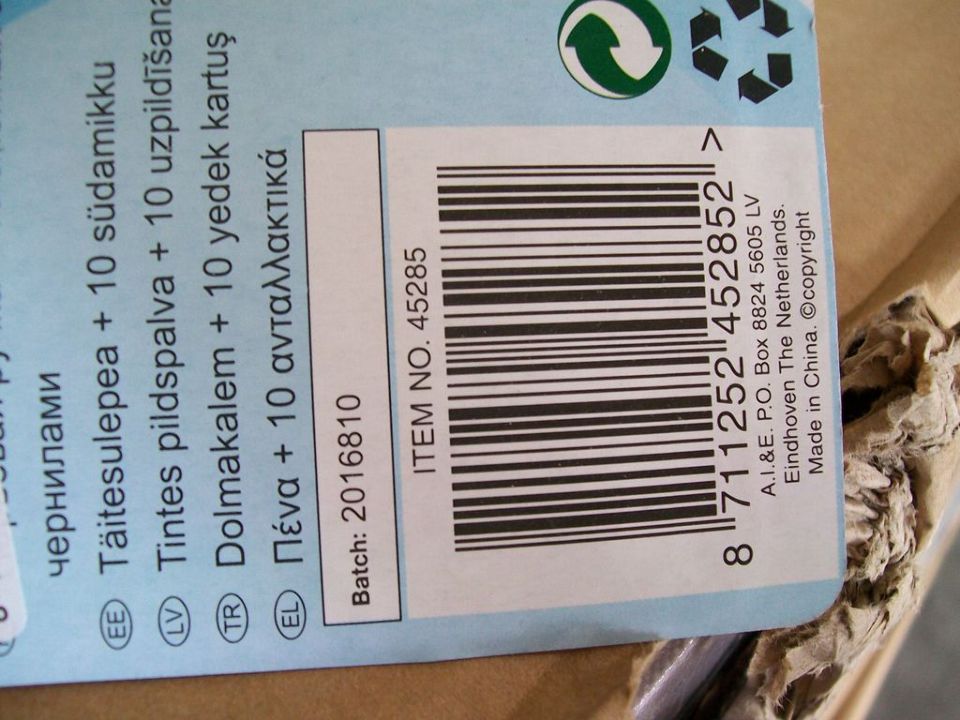 чернилами
EE Täitesulepea + 10 südamikku
LV Tintes pildspalva + 10
TR Dolmakalem + 10 yedek kartuş
EL Πένα + 10 ανταλλακτικά
Batch: 2016810
ITEM NO. 45285
8 711252 452852 >
A.I.&E. P.O. Box 8824 5605 LV
Eindhoven The Netherlands.
Made in China. ©copyright